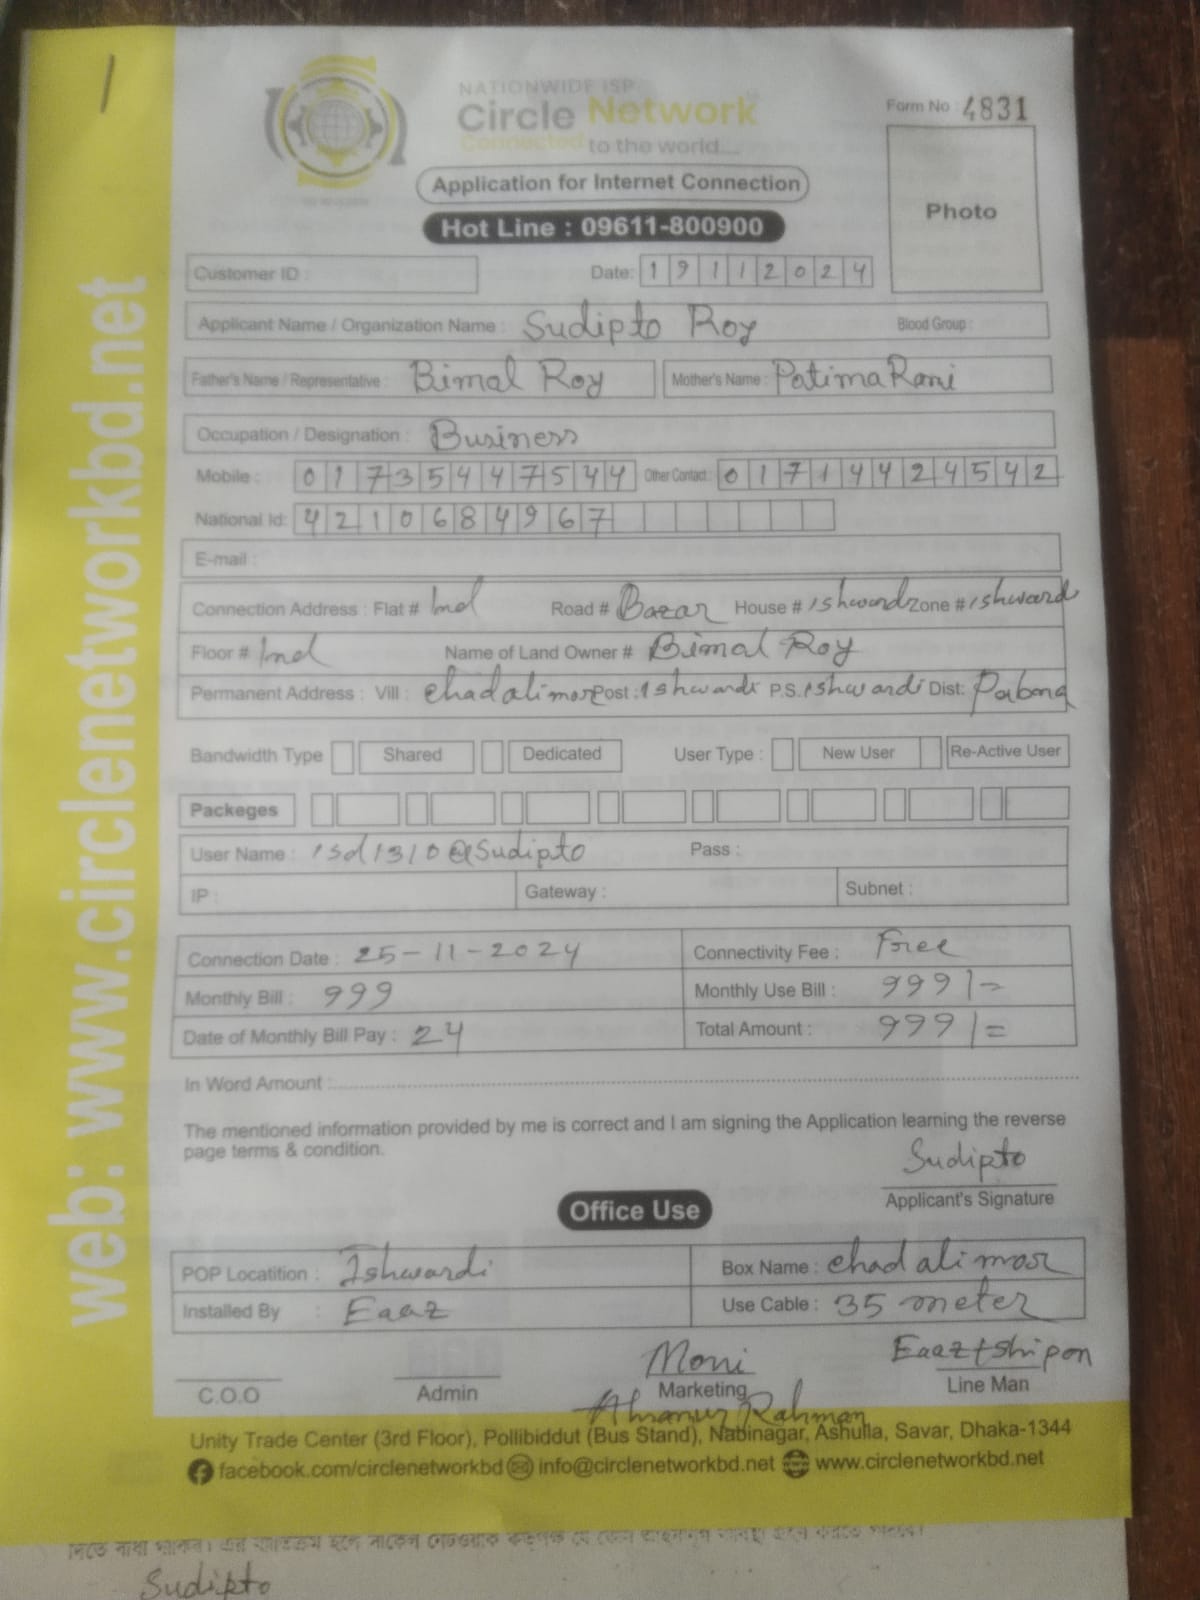 1
NATIONWIDE ISP
Circle Network
Connected to the world....
Form No : 4831
Application for Internet Connection
Photo
Hot Line : 09611-800900
Customer ID :
Date: 19112024
Applicant Name / Organization Name : Sudipto Roy Blood Group :
Father's Name / Representative : Bimal Roy Mother's Name : Patima Rani
Occupation / Designation : Business
Mobile : 01735447544 Other Contact : 01714424542
National Id: 4210684967
E-mail :
Connection Address : Flat # Ind Road # Bazar House # Ishwardi Zone # Ishward
Floor # Ind Name of Land Owner # Bimal Roy
Permanent Address : Vill : Chadalimor Post : Ishwardi P.S. Ishwardi Dist: Pabna
Bandwidth Type Shared Dedicated User Type : New User Re-Active User
Packeges
User Name : isd1310@Sudipto Pass :
IP : Gateway : Subnet :
Connection Date : 25-11-2024 Connectivity Fee : Free
Monthly Bill : 999 Monthly Use Bill : 999/=
Date of Monthly Bill Pay : 24 Total Amount : 999/=
In Word Amount :
The mentioned information provided by me is correct and I am signing the Application learning the reverse
page terms & condition.
Sudipto
Applicant's Signature
Office Use
POP Locatition : Ishwardi Box Name : Chad ali mor
Installed By : Eaaz Use Cable : 35 meter
Moni Eaaz+Shipon
C.O.O Admin Marketing Line Man
Rahman
Unity Trade Center (3rd Floor), Pollibiddut (Bus Stand), Nabinagar, Ashulia, Savar, Dhaka-1344
facebook.com/circlenetworkbd info@circlenetworkbd.net www.circlenetworkbd.net
web: www.circlenetworkbd.net
Sudipto